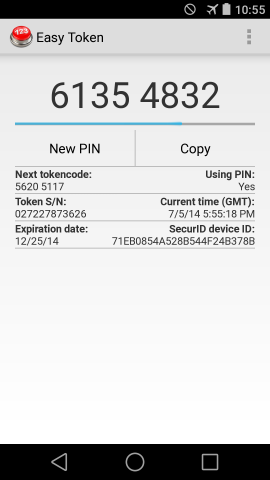 10:55
123
Easy Token
6135 4832
New PIN Copy
Next tokencode: Using PIN:
5620 5117 Yes
Token S/N: Current time (GMT):
027227873626 7/5/14 5:55:18 PM
Expiration date: SecurID device ID:
12/25/14 71EB0854A528B544F24B378B